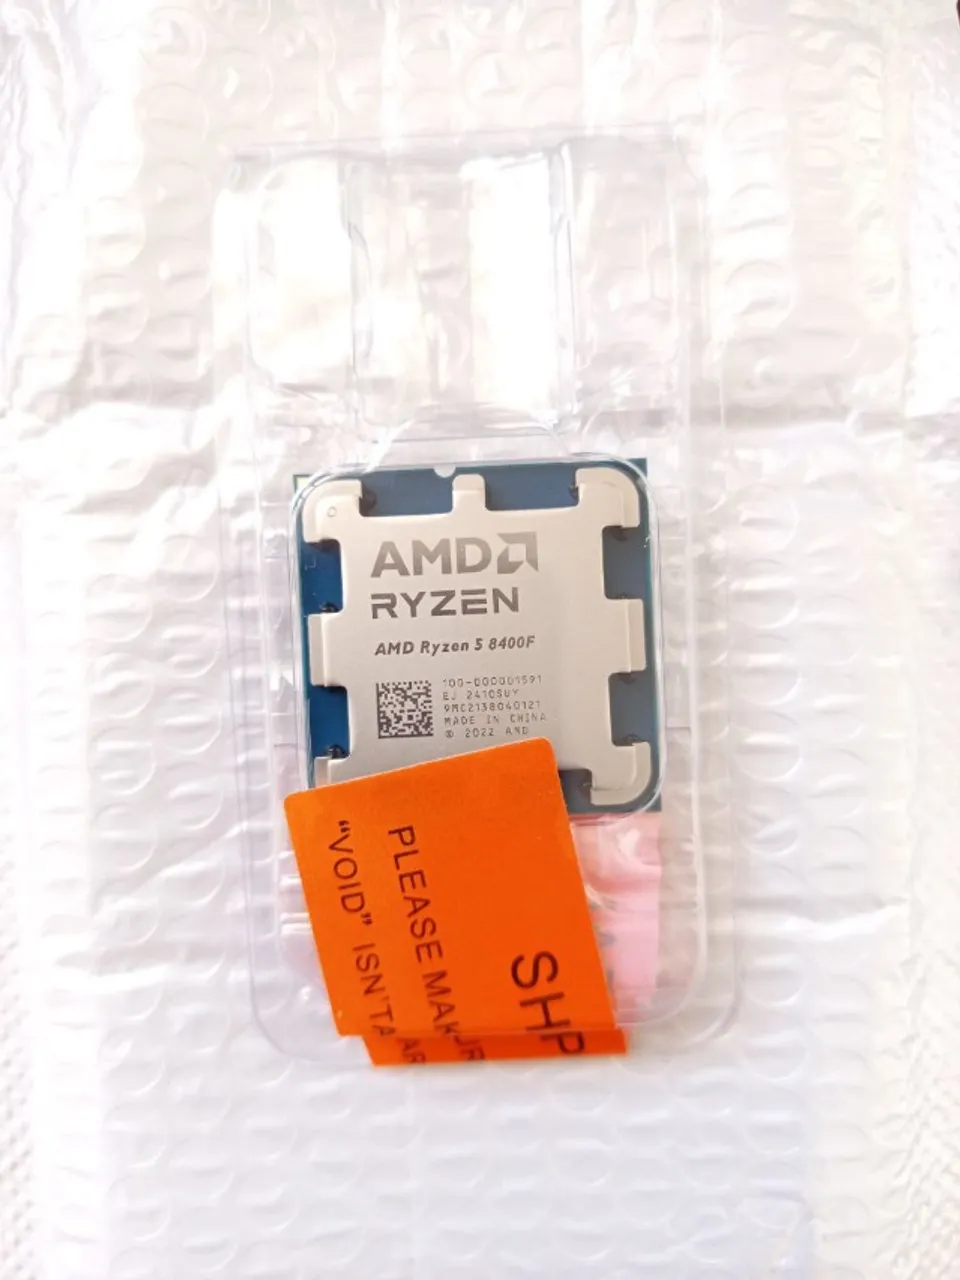 AMD
RYZEN
AMD Ryzen 5 8400F
100-000001591
EJ 2410SUY
9MC2138040121
MADE IN CHINA
© 2022 AMD
SHP
PLEASE MAK
"VOID" ISN'T